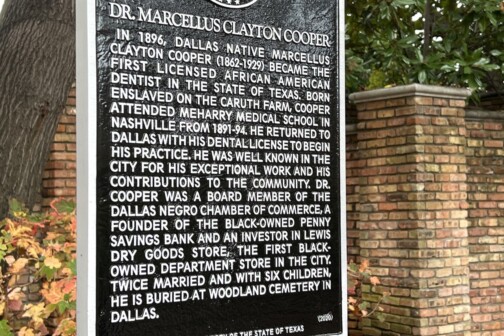 DR. MARCELLUS CLAYTON COOPER
IN 1896, DALLAS NATIVE MARCELLUS
CLAYTON COOPER (1862-1929) BECAME THE
FIRST LICENSED AFRICAN AMERICAN
DENTIST IN THE STATE OF TEXAS. BORN
ENSLAVED ON THE CARUTH FARM, COOPER
ATTENDED MEHARRY MEDICAL SCHOOL IN
NASHVILLE FROM 1891-94. HE RETURNED TO
DALLAS WITH HIS DENTAL LICENSE TO BEGIN
HIS PRACTICE. HE WAS WELL KNOWN IN THE
CITY FOR HIS EXCEPTIONAL WORK AND HIS
CONTRIBUTIONS TO THE COMMUNITY. DR.
COOPER WAS A BOARD MEMBER OF THE
DALLAS NEGRO CHAMBER OF COMMERCE, A
FOUNDER OF THE BLACK-OWNED PENNY
SAVINGS BANK AND AN INVESTOR IN LEWIS
DRY GOODS STORE, THE FIRST BLACK-
OWNED DEPARTMENT STORE IN THE CITY.
TWICE MARRIED AND WITH SIX CHILDREN,
HE IS BURIED AT WOODLAND CEMETERY IN
DALLAS.
OF THE STATE OF TEXAS